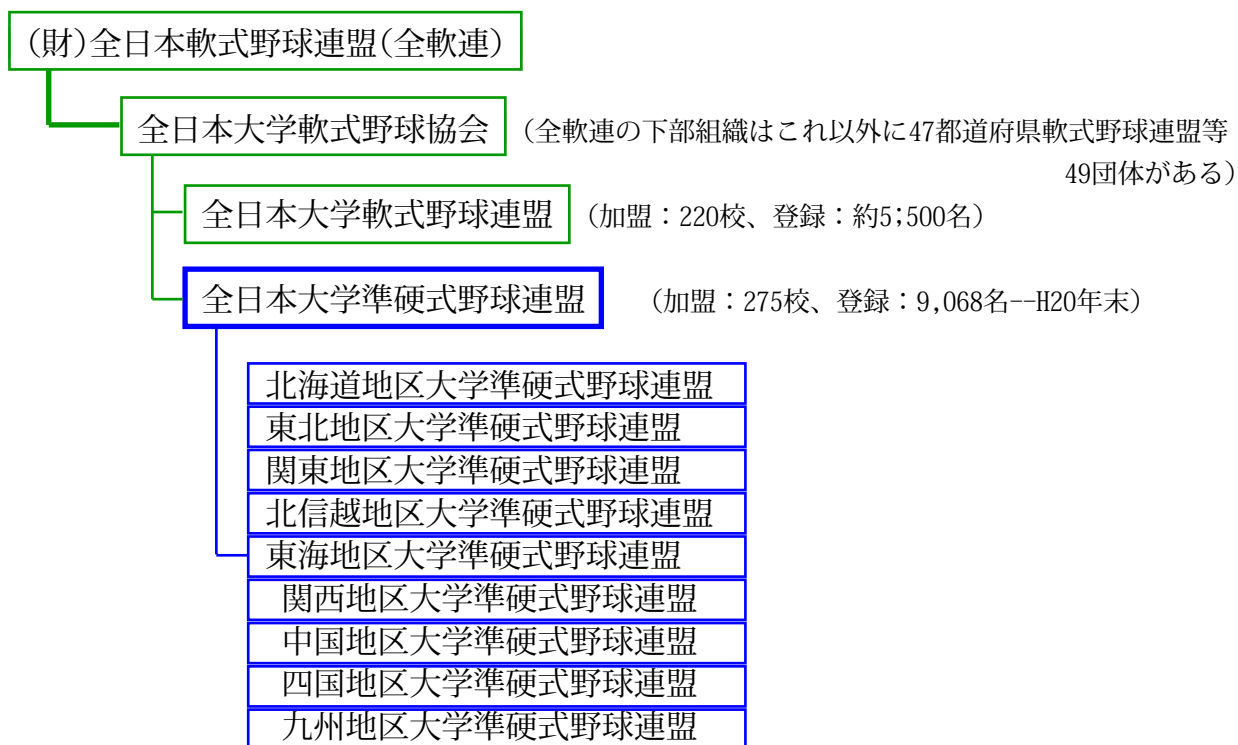 (財)全日本軟式野球連盟(全軟連)
全日本大学軟式野球協会 (全軟連の下部組織はこれ以外に47都道府県軟式野球連盟等
49団体がある)
全日本大学軟式野球連盟 (加盟：220校、登録：約5;500名)
全日本大学準硬式野球連盟 (加盟：275校、登録：9,068名--H20年末)
北海道地区大学準硬式野球連盟
東北地区大学準硬式野球連盟
関東地区大学準硬式野球連盟
北信越地区大学準硬式野球連盟
東海地区大学準硬式野球連盟
関西地区大学準硬式野球連盟
中国地区大学準硬式野球連盟
四国地区大学準硬式野球連盟
九州地区大学準硬式野球連盟